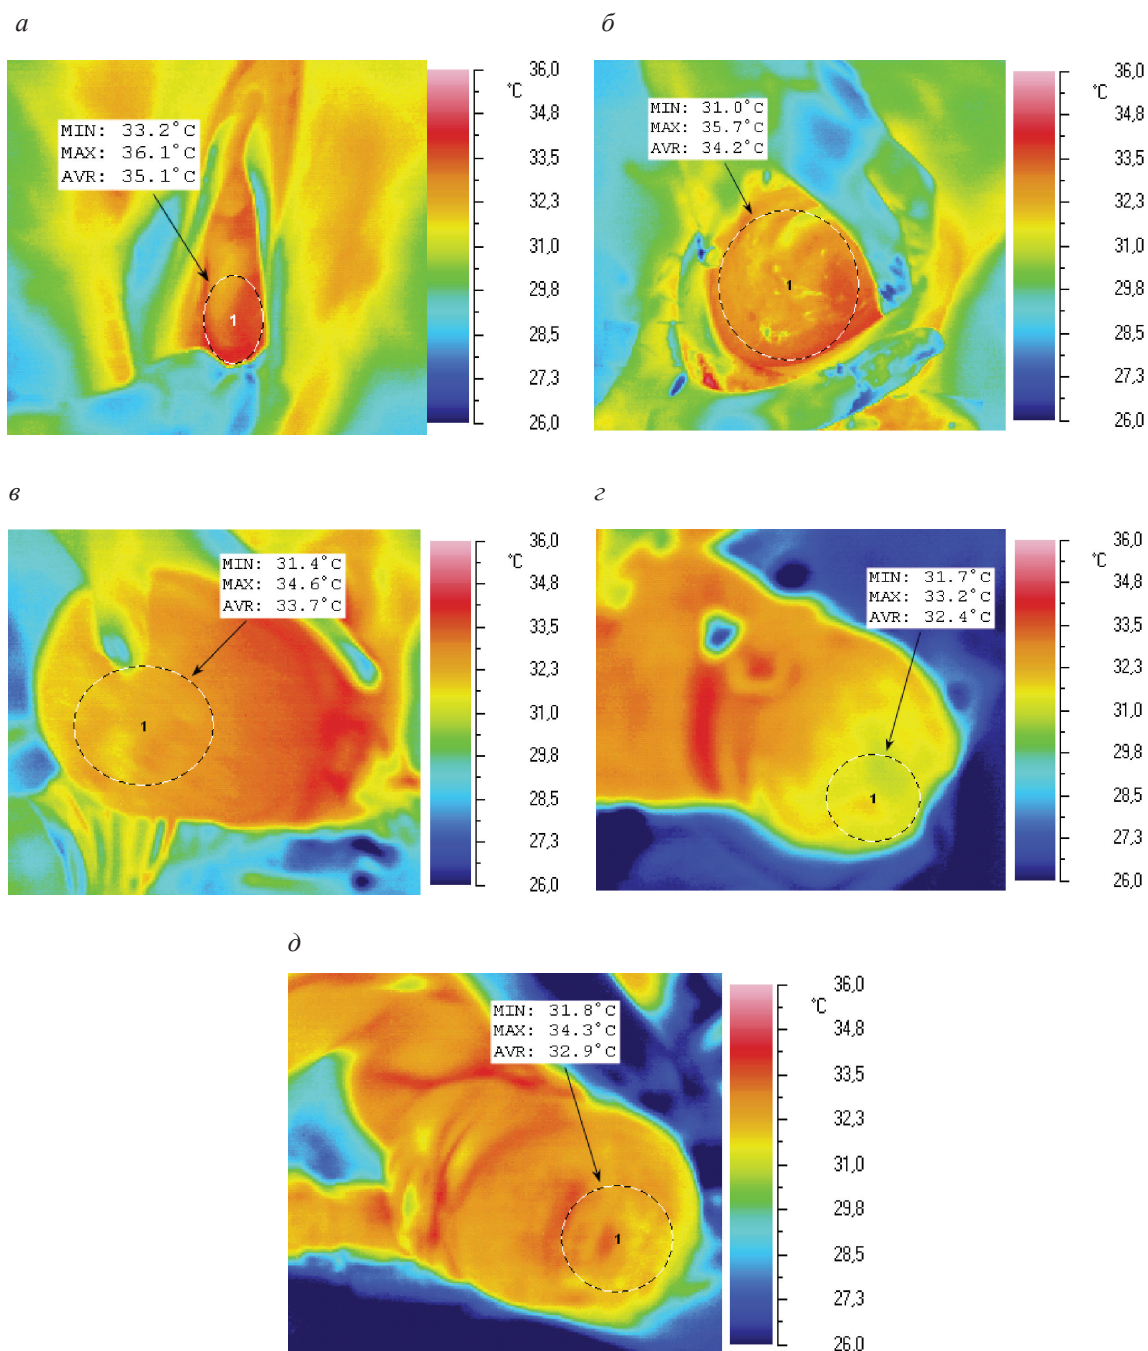 а
б
MIN: 33.2°C
MAX: 36.1°C
AVR: 35.1°C
1
°C
36,0
34,8
33,5
32,3
31,0
29,8
28,5
27,3
26,0
MIN: 31.0°C
MAX: 35.7°C
AVR: 34.2°C
1
°C
36,0
34,8
33,5
32,3
31,0
29,8
28,5
27,3
26,0
в
г
MIN: 31.4°C
MAX: 34.6°C
AVR: 33.7°C
1
°C
36,0
34,8
33,5
32,3
31,0
29,8
28,5
27,3
26,0
MIN: 31.7°C
MAX: 33.2°C
AVR: 32.4°C
1
°C
36,0
34,8
33,5
32,3
31,0
29,8
28,5
27,3
26,0
д
MIN: 31.8°C
MAX: 34.3°C
AVR: 32.9°C
1
°C
36,0
34,8
33,5
32,3
31,0
29,8
28,5
27,3
26,0